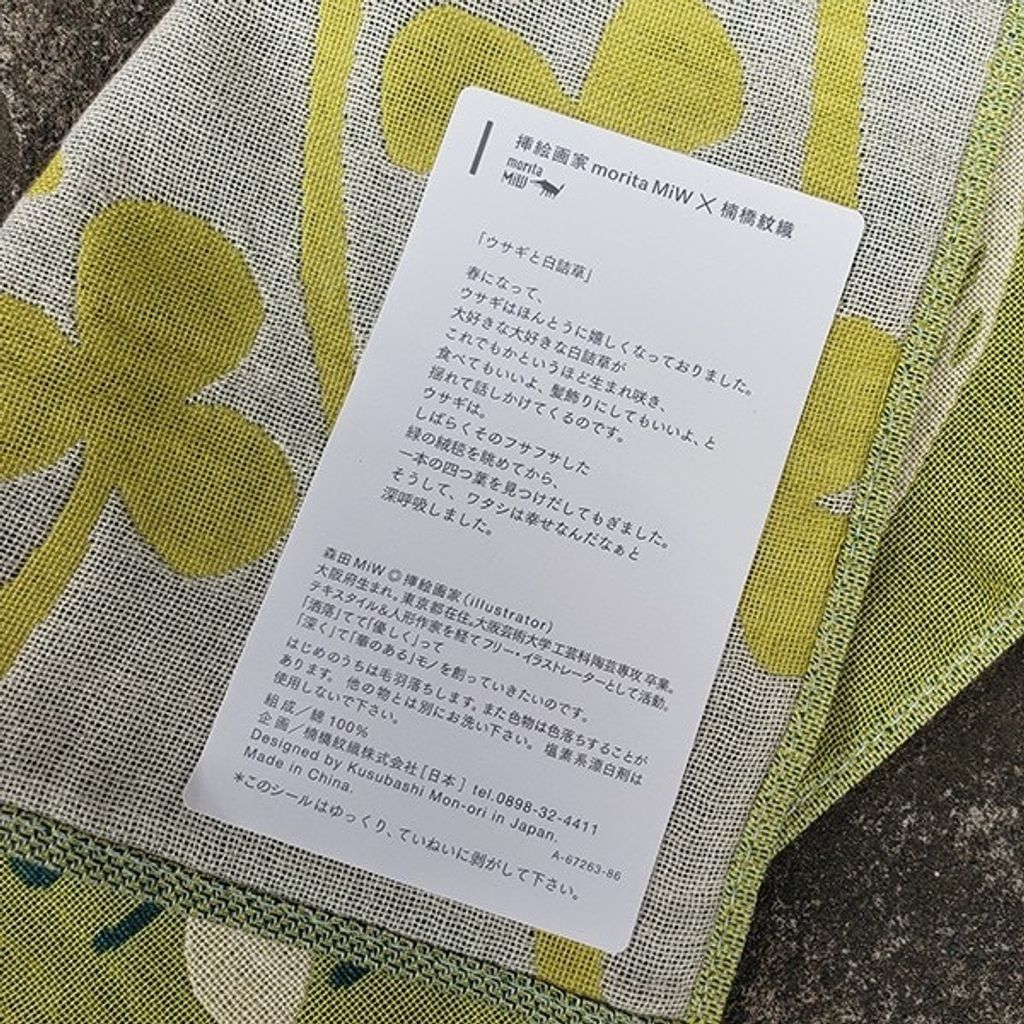 挿絵画家 morita MiW × 楠橋紋織
morita
MiW
「ウサギと白詰草」
春になって、
ウサギはほんとうに嬉しくなっておりました。
大好きな大好きな白詰草が
これでもかというほど生まれ咲き、
食べてもいいよ、髪飾りにしてもいいよ、と
揺れて話しかけてくるのです。
ウサギは。
しばらくそのフサフサした
緑の絨毯を眺めてから、
一本の四つ葉を見つけだしてもぎました。
そうして、ワタシは幸せなんだなぁと
深呼吸しました。
森田MiW◎挿絵画家(illustrator)
大阪府生まれ。東京都在住。大阪芸術大学工芸科陶芸専攻 卒業。
テキスタイル&人形作家を経てフリー・イラストレーターとして活動。
「洒落」てて「優しく」って
「深く」て「華のある」モノを創っていきたいのです。
はじめのうちは毛羽落ちします。また色物は色落ちすることが
あります。他の物とは別にお洗い下さい。塩素系漂白剤は
使用しないで下さい。
組成/綿100%
企画/楠橋紋織株式会社[日本] tel.0898-32-4411
Designed by Kusubashi Mon-ori in Japan.
Made in China.
A-67263-86
*このシールはゆっくり、ていねいに剥がして下さい。